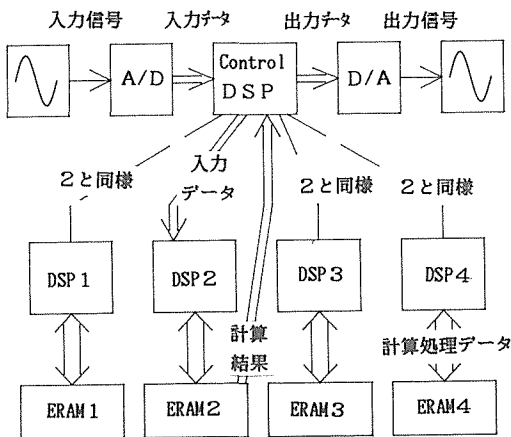 入力信号 入力データ 出力データ 出力信号
A/D
Control
DSP
D/A
入力
データ
2と同様
2と同様
2と同様
DSP1
DSP2
DSP3
DSP4
計算
結果
計算処理データ
ERAM1
ERAM2
ERAM3
ERAM4